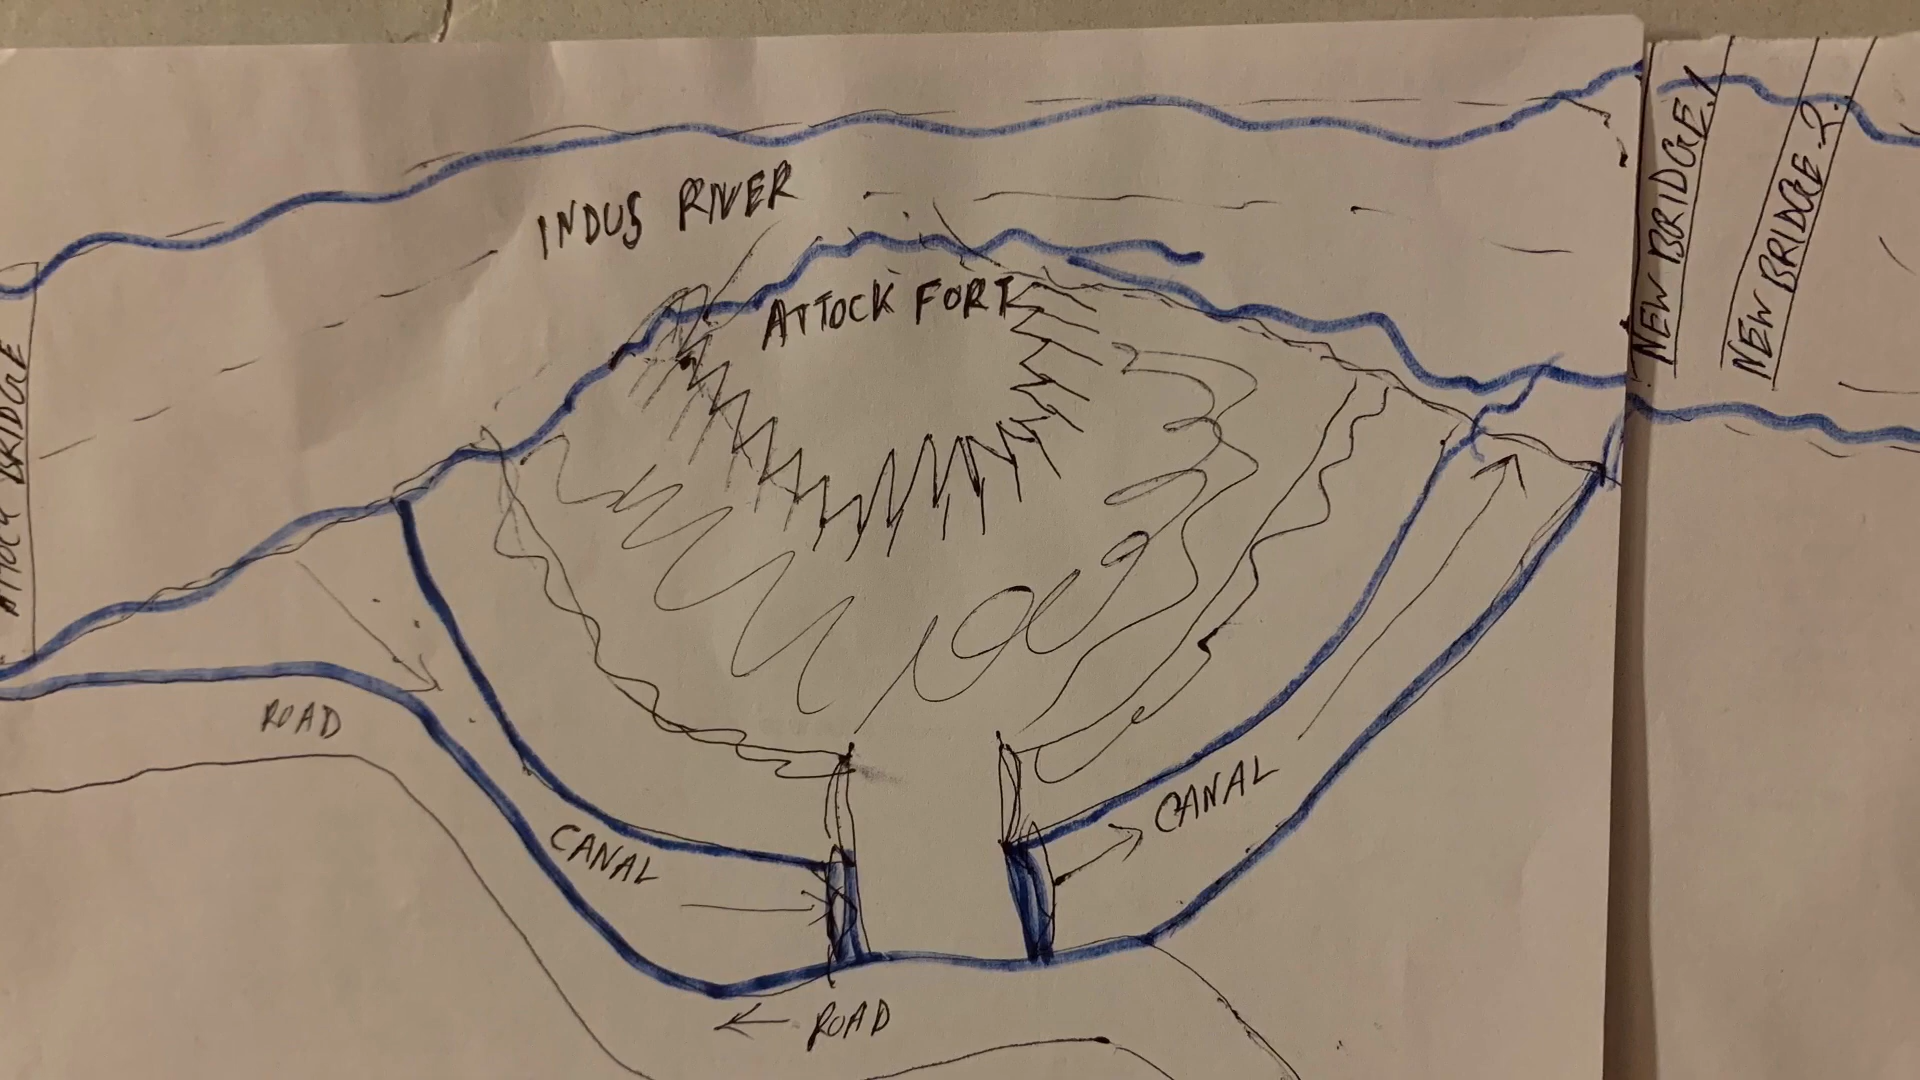 INDUS RIVER
ATTOCK FORT
ATTOCK BRIDGE
NEW BRIDGE.1
NEW BRIDGE.2.
ROAD
CANAL
CANAL
ROAD